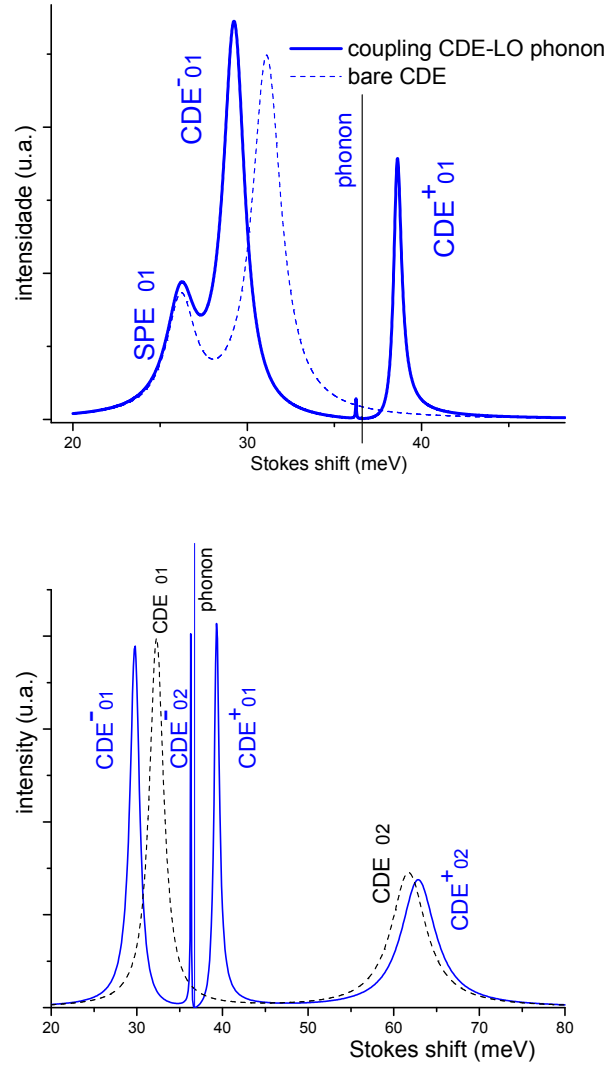 coupling CDE-LO phonon
bare CDE
CDE⁻01
phonon
CDE⁺01
SPE 01
intensidade (u.a.)
20 30 40
Stokes shift (meV)
CDE 01
phonon
CDE⁻01
CDE⁻02
CDE⁺01
CDE 02
CDE⁺02
intensity (u.a.)
20 30 40 50 60 70 80
Stokes shift (meV)